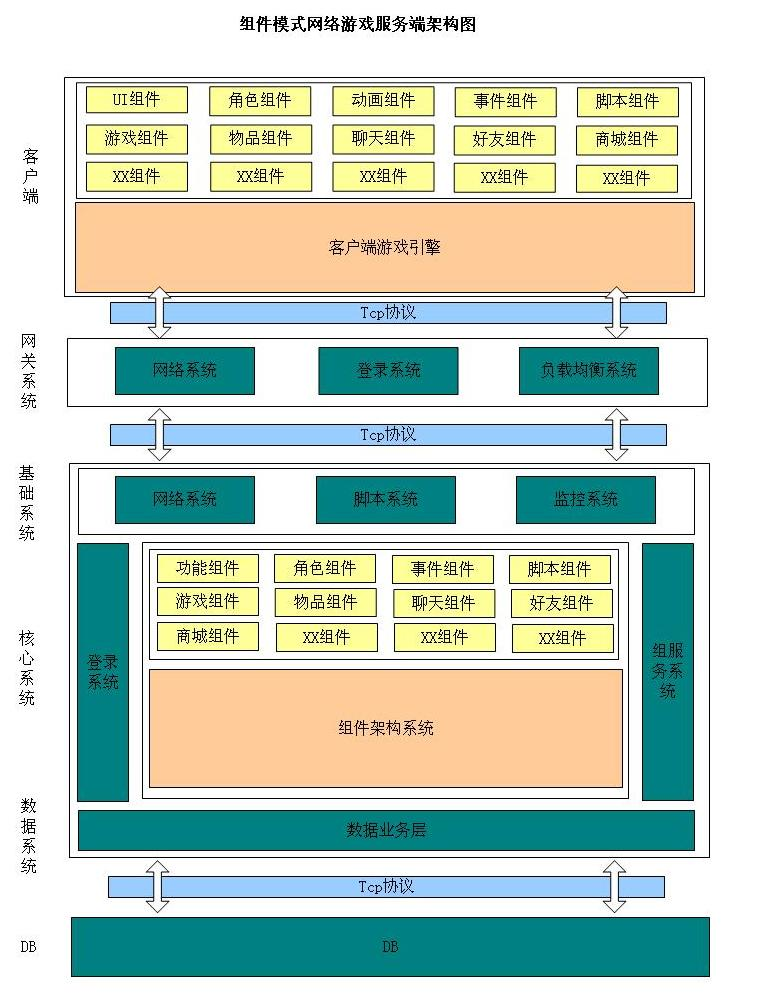 组件模式网络游戏服务端架构图
客户端
UI组件 角色组件 动画组件 事件组件 脚本组件
游戏组件 物品组件 聊天组件 好友组件 商城组件
XX组件 XX组件 XX组件 XX组件 XX组件
客户端游戏引擎
Tcp协议
网关系统
网络系统 登录系统 负载均衡系统
Tcp协议
基础系统
网络系统 脚本系统 监控系统
核心系统
登录
系统
功能组件 角色组件 事件组件 脚本组件
游戏组件 物品组件 聊天组件 好友组件
商城组件 XX组件 XX组件 XX组件
组件架构系统
组服
务系
统
数据系统
数据业务层
Tcp协议
DB
DB